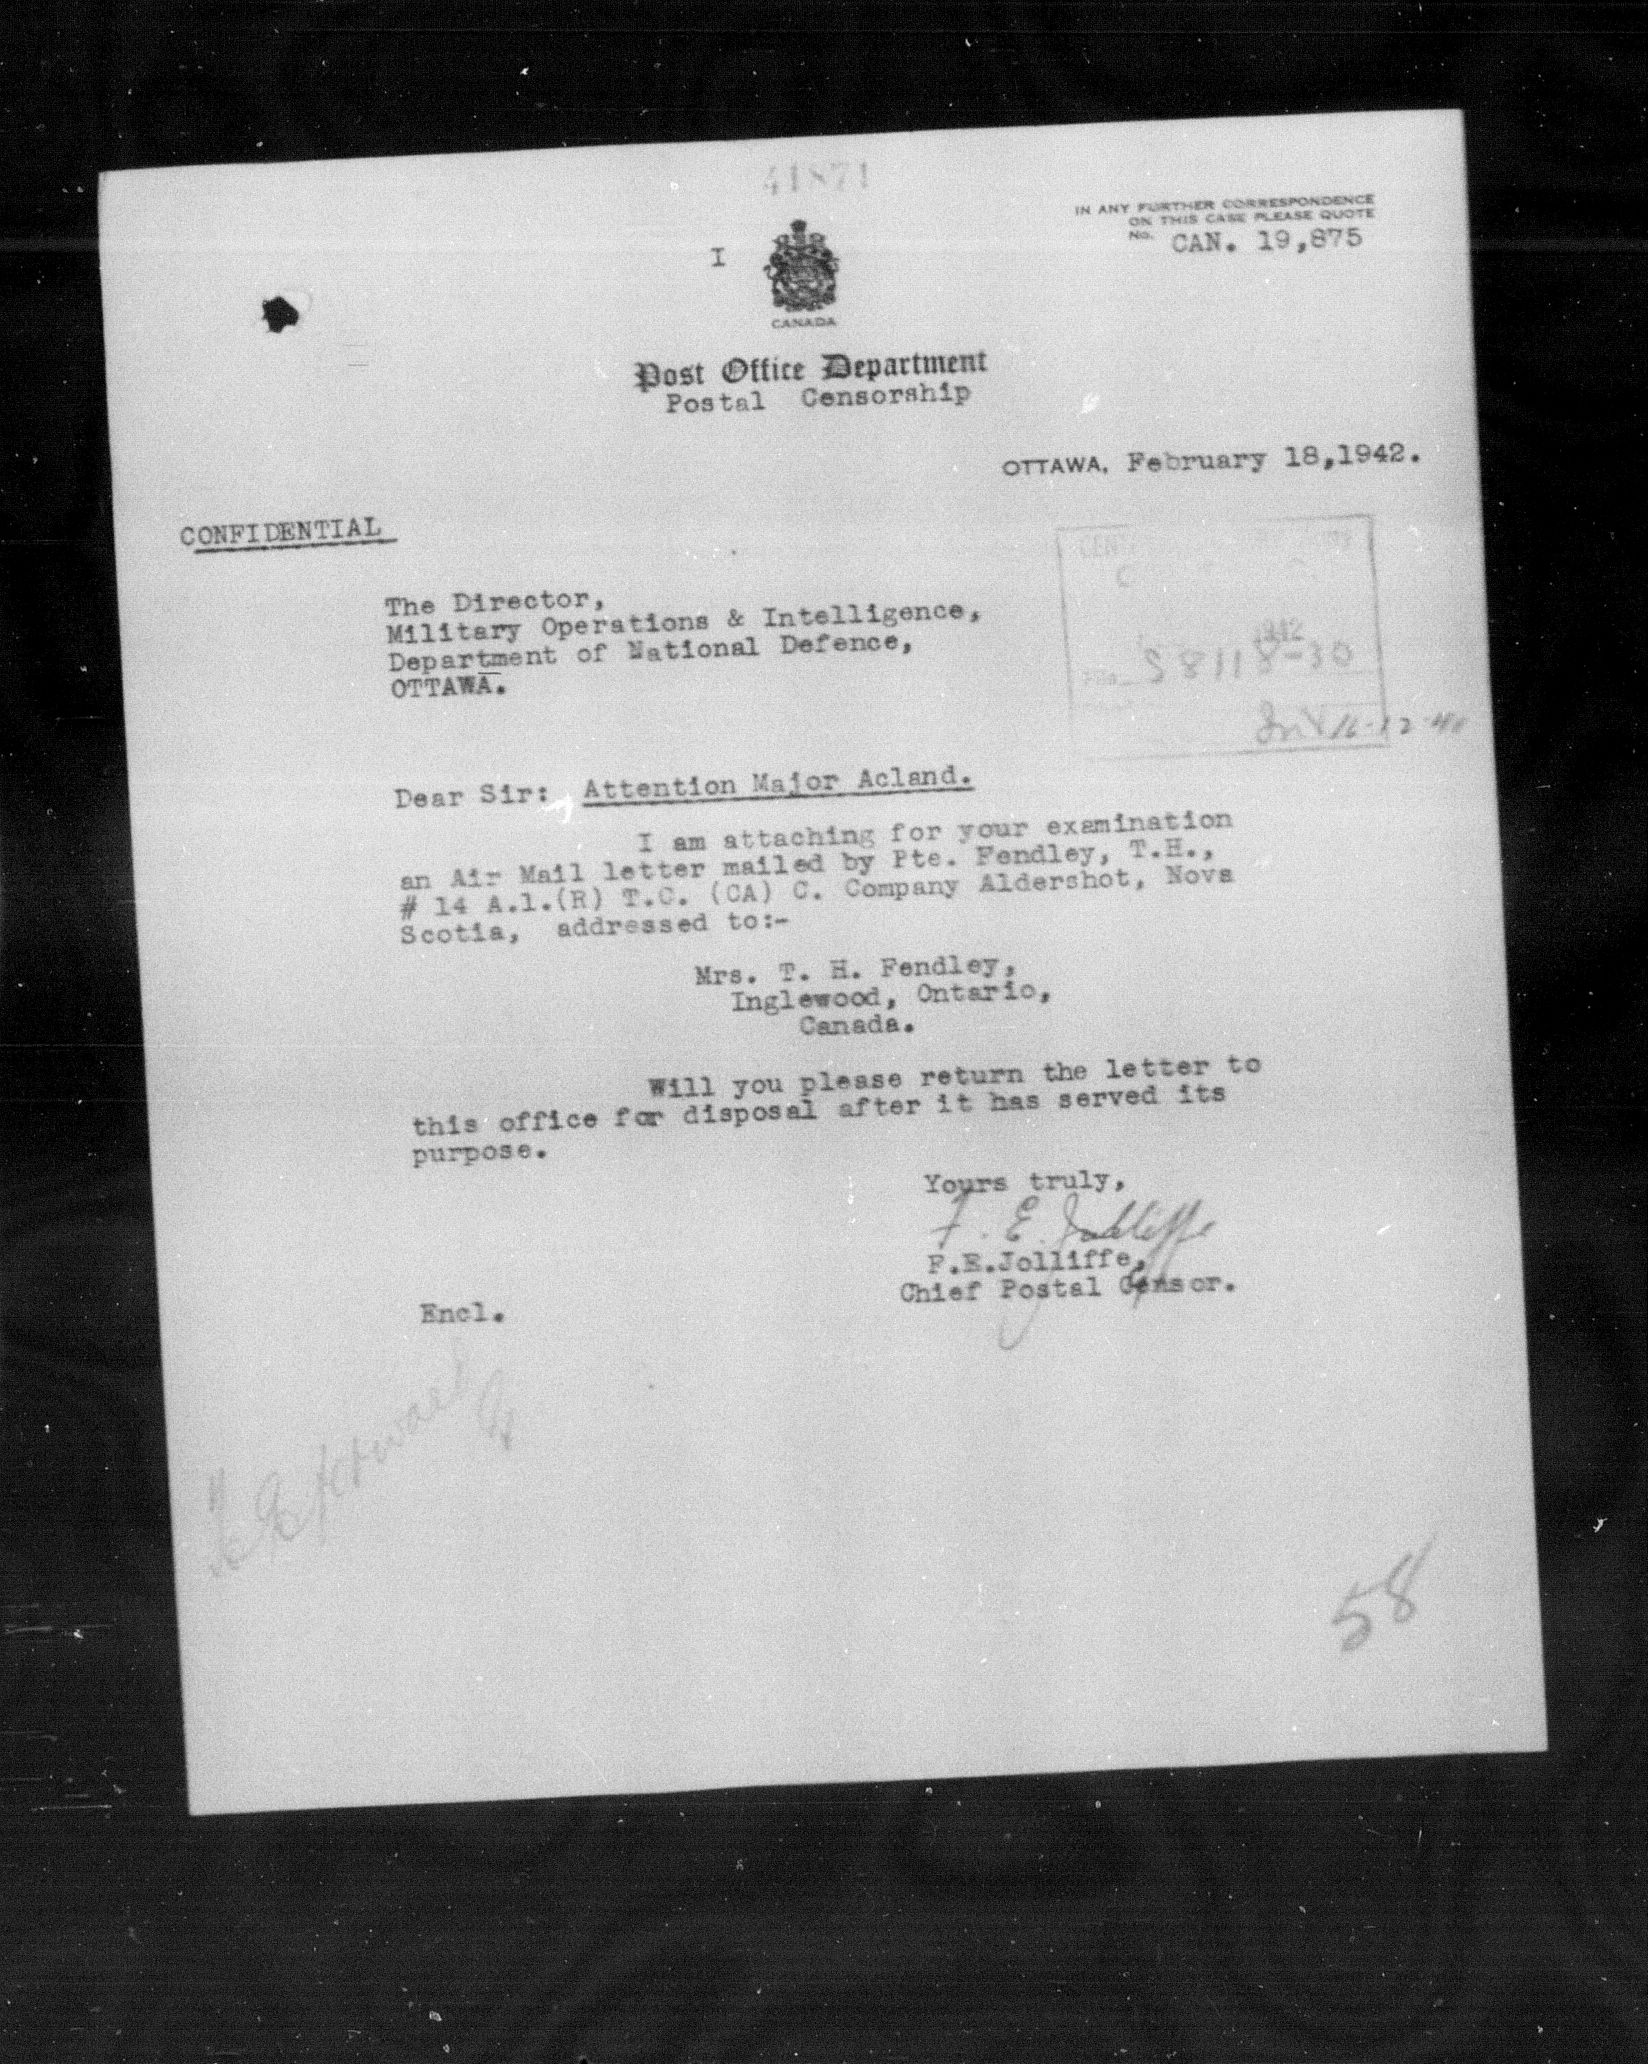 41871
IN ANY FURTHER CORRESPONDENCE
ON THIS CASE PLEASE QUOTE
No. CAN. 19,875
I
CANADA
Post Office Department
Postal Censorship
OTTAWA, February 18,1942.
CONFIDENTIAL
The Director,
Military Operations & Intelligence,
Department of National Defence,
OTTAWA.
1942
S 8118-30
Dear Sir: Attention Major Acland.
I am attaching for your examination
an Air Mail letter mailed by Pte. Fendley, T.H.,
# 14 A.1.(R) T.C. (CA) C. Company Aldershot, Nova
Scotia, addressed to:-
Mrs. T. H. Fendley,
Inglewood, Ontario,
Canada.
Will you please return the letter to
this office for disposal after it has served its
purpose.
Yours truly,
F. E. Jolliffe
F.E.Jolliffe,
Chief Postal Censor.
Encl.
58